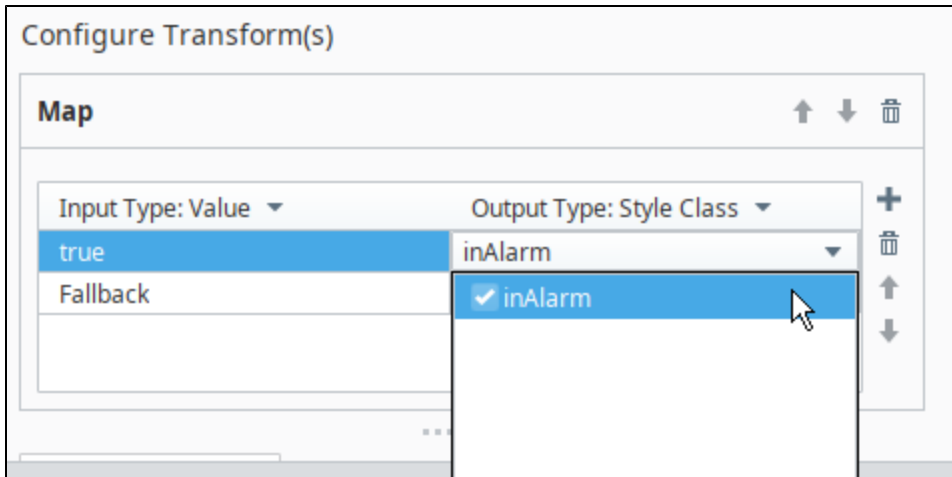 Configure Transform(s)
Map
Input Type: Value Output Type: Style Class
true inAlarm
Fallback inAlarm